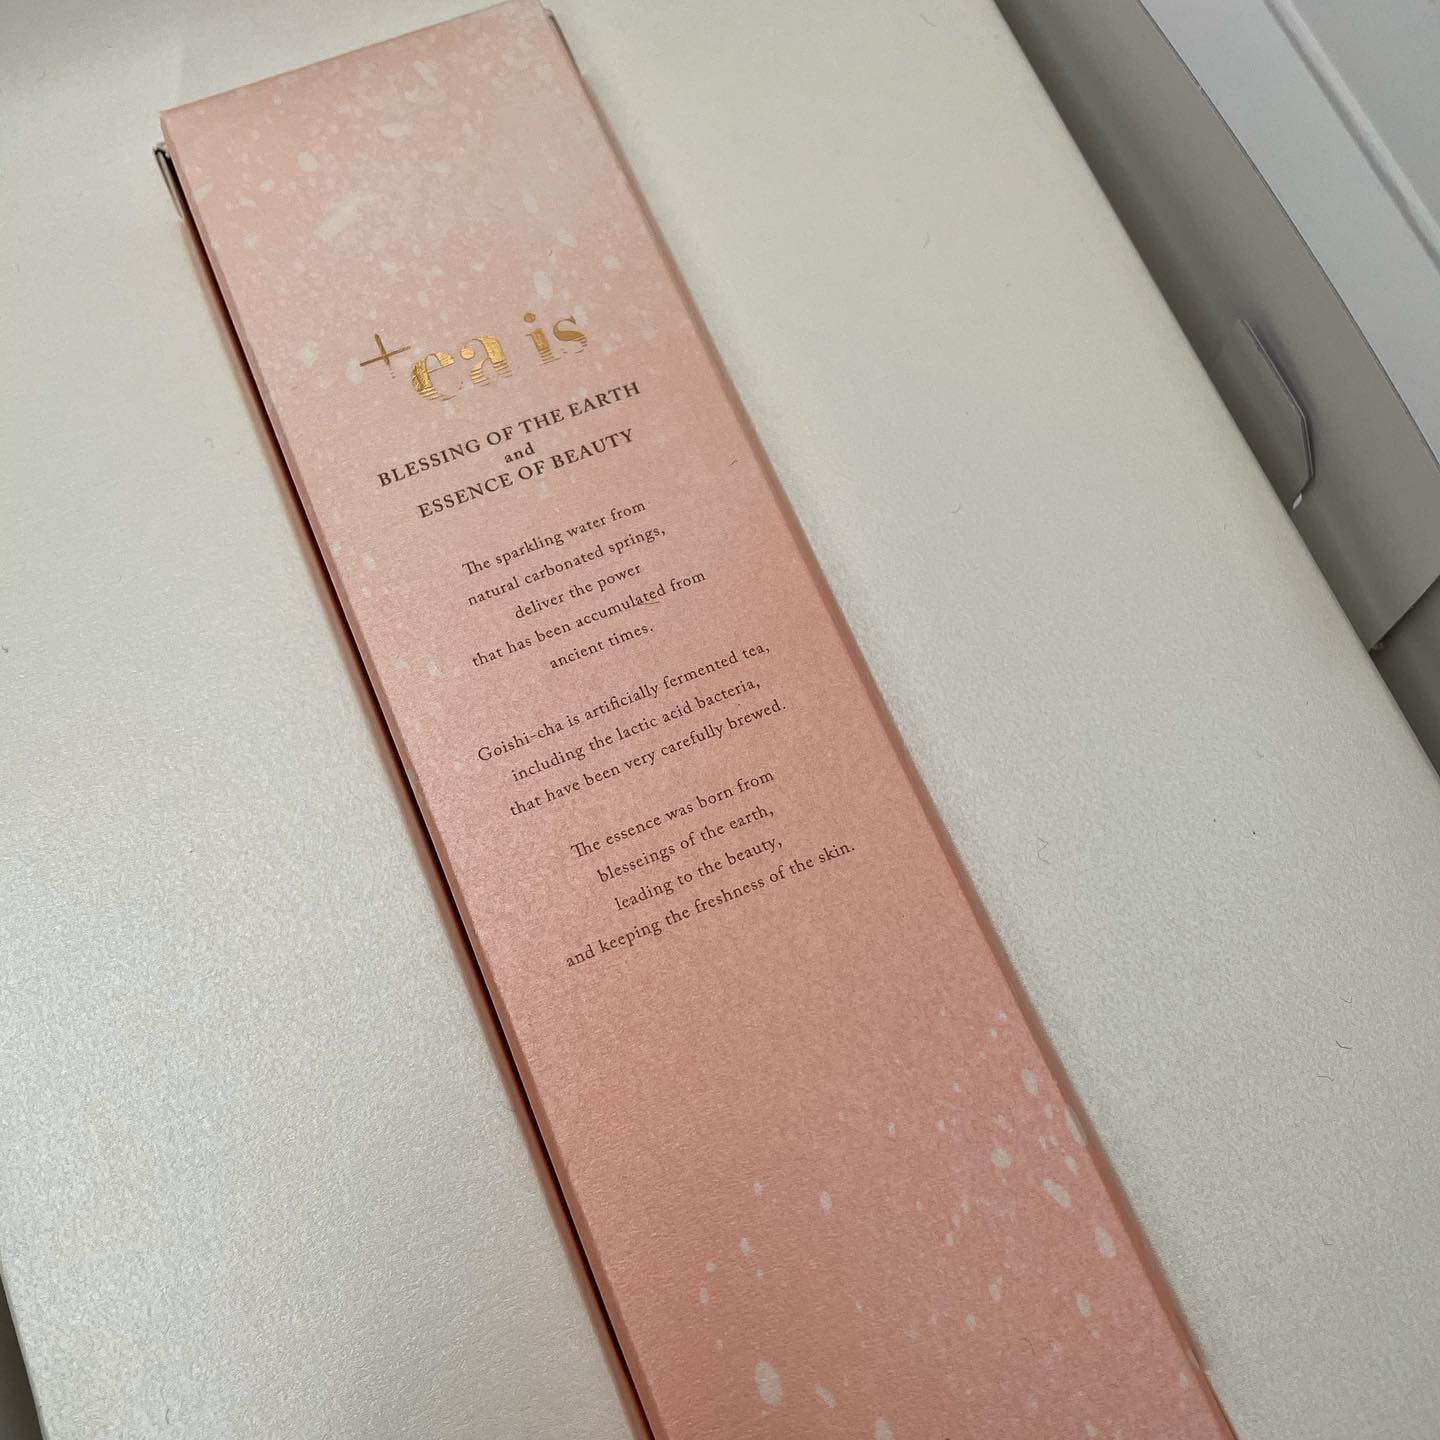 +ea is
BLESSING OF THE EARTH
and
ESSENCE OF BEAUTY
The sparkling water from
natural carbonated springs,
deliver the power
that has been accumulated from
ancient times.
Goishi-cha is artificially fermented tea,
including the lactic acid bacteria,
that have been very carefully brewed.
The essence was born from
blesseings of the earth,
leading to the beauty,
and keeping the freshness of the skin.